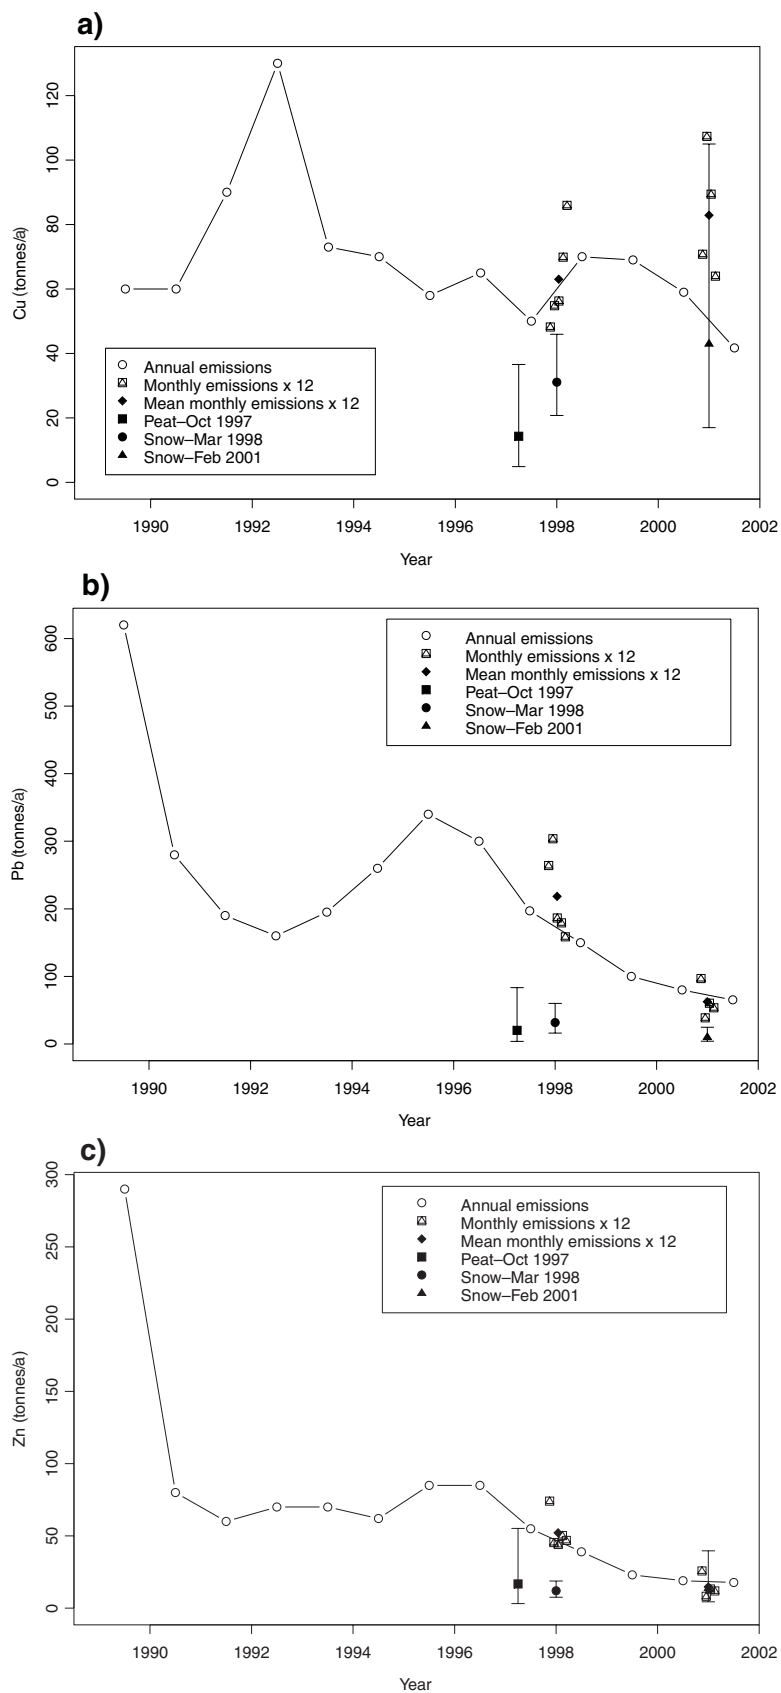 a)
Cu (tonnes/a)
120
100
80
60
40
20
0
Annual emissions
Monthly emissions x 12
Mean monthly emissions x 12
Peat–Oct 1997
Snow–Mar 1998
Snow–Feb 2001
1990 1992 1994 1996 1998 2000 2002
Year
b)
Pb (tonnes/a)
600
500
400
300
200
100
0
Annual emissions
Monthly emissions x 12
Mean monthly emissions x 12
Peat–Oct 1997
Snow–Mar 1998
Snow–Feb 2001
1990 1992 1994 1996 1998 2000 2002
Year
c)
Zn (tonnes/a)
300
250
200
150
100
50
0
Annual emissions
Monthly emissions x 12
Mean monthly emissions x 12
Peat–Oct 1997
Snow–Mar 1998
Snow–Feb 2001
1990 1992 1994 1996 1998 2000 2002
Year